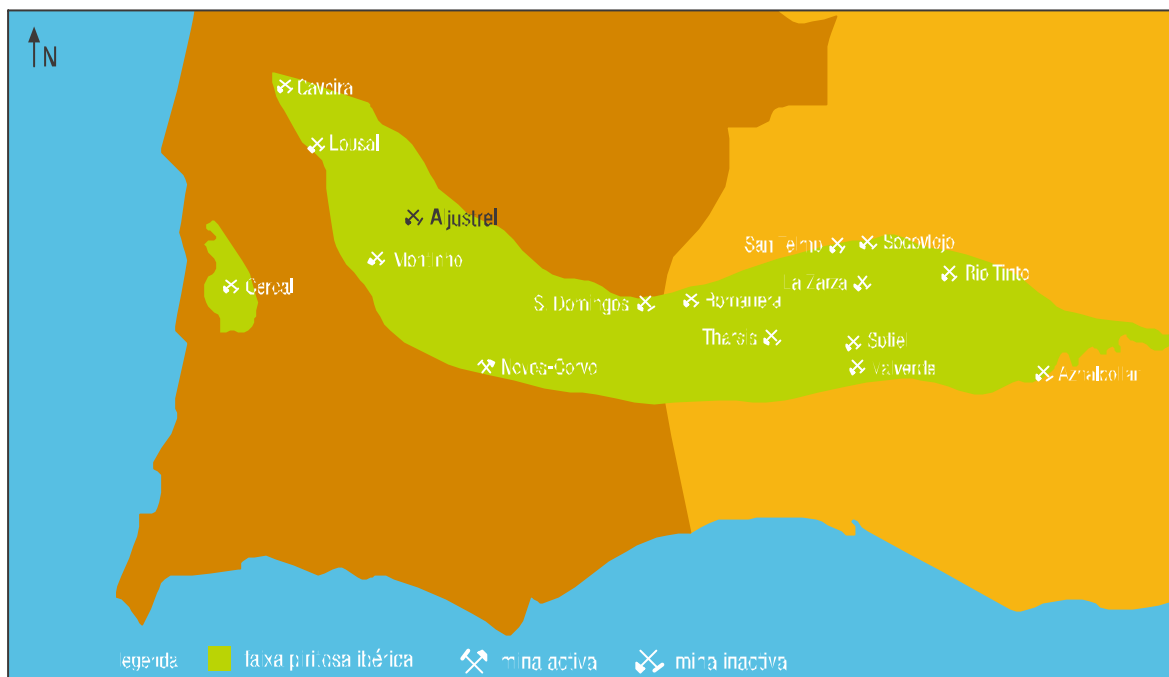 N
Caveira
Lousal
Aljustrel
Montinho
Cercal
San Telmo
Socoviejo
La Zarza
Rio Tinto
S. Domingos
Romanera
Tharsis
Sotiel
Valverde
Neves-Corvo
Aznalcollar
legenda
faixa piritosa ibérica
mina activa
mina inactiva